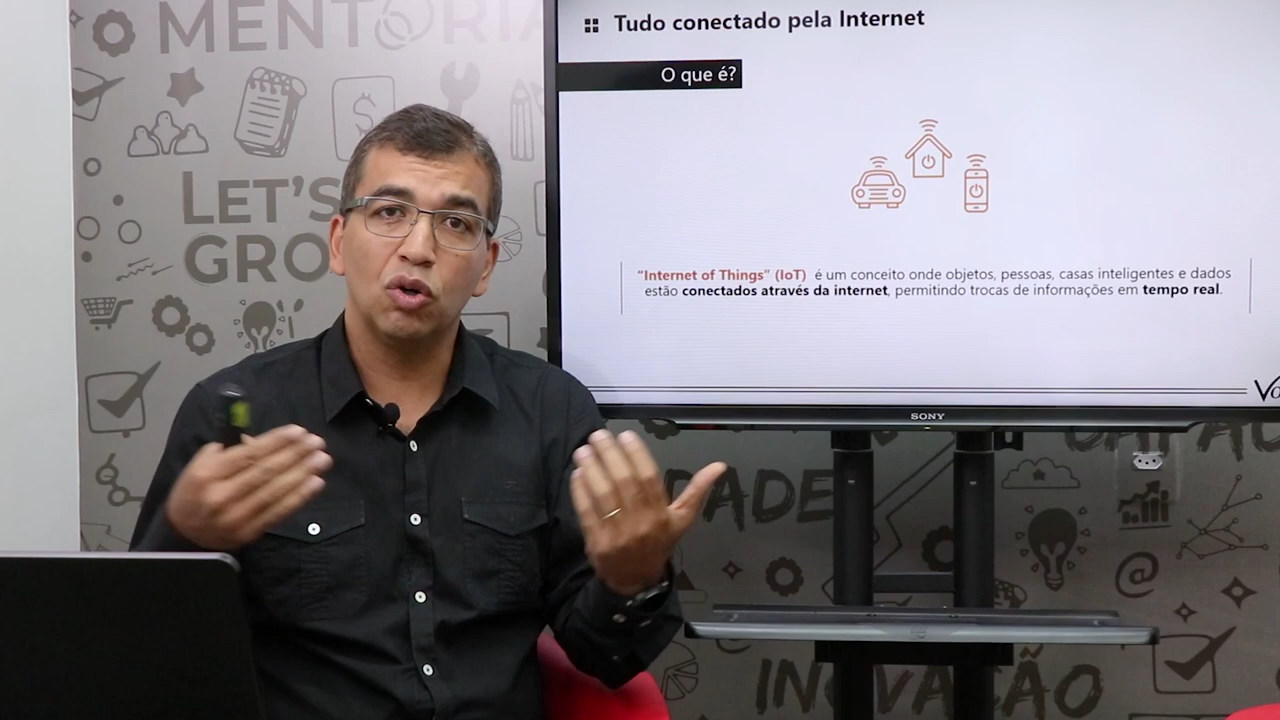 MENTORIA
LET'S
GRO
Tudo conectado pela Internet
O que é?
"Internet of Things" (IoT) é um conceito onde objetos, pessoas, casas inteligentes e dados
estão conectados através da internet, permitindo trocas de informações em tempo real.
SONY
DADE
INOVAÇÃO